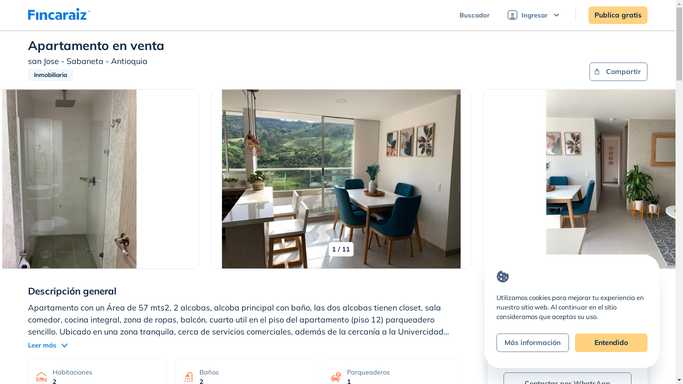 Fincaraiz
Buscador
Ingresar
Publica gratis
Apartamento en venta
san Jose - Sabaneta - Antioquia
Inmobiliaria
Compartir
1 / 11
Descripción general
Apartamento con un Área de 57 mts2, 2 alcobas, alcoba principal con baño, las dos alcobas tienen closet, sala
comedor, cocina integral, zona de ropas, balcón, cuarto util en el piso del apartamento (piso 12) parqueadero
sencillo. Ubicado en una zona tranquila, cerca de servicios comerciales, además de la cercanía a la Univercidad...
Leer más
Habitaciones
2
Baños
2
Parqueaderos
1
Utilizamos cookies para mejorar tu experiencia en
nuestro sitio web. Al continuar en el sitio
consideramos que aceptas su uso.
Más información
Entendido
Contactar por WhatsApp